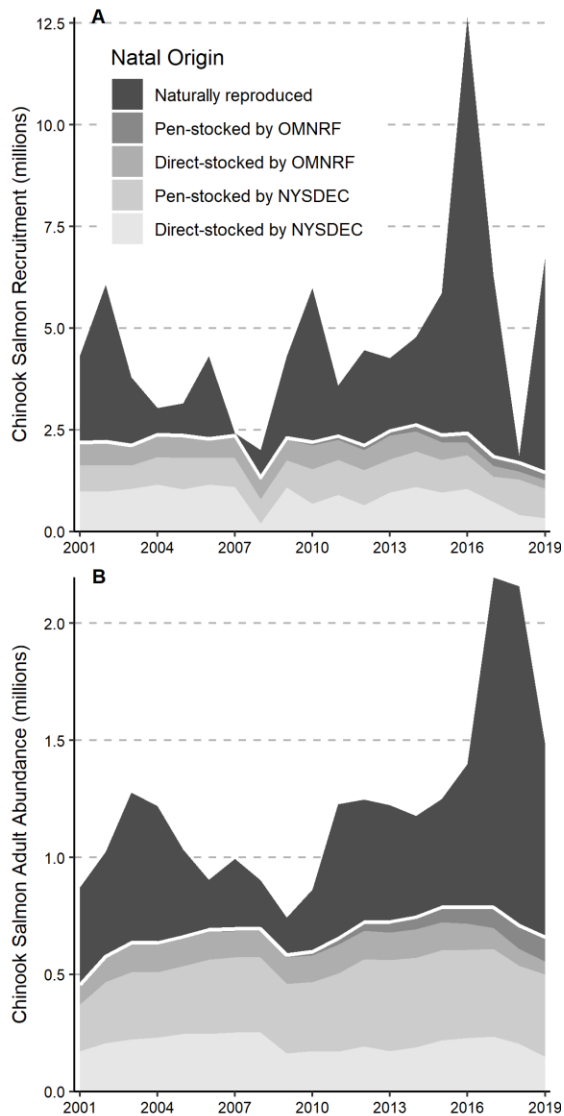 A
Natal Origin
Naturally reproduced
Pen-stocked by OMNRF
Direct-stocked by OMNRF
Pen-stocked by NYSDEC
Direct-stocked by NYSDEC
Chinook Salmon Recruitment (millions)
12.5
10.0
7.5
5.0
2.5
0.0
2001 2004 2007 2010 2013 2016 2019
B
Chinook Salmon Adult Abundance (millions)
2.0
1.5
1.0
0.5
0.0
2001 2004 2007 2010 2013 2016 2019